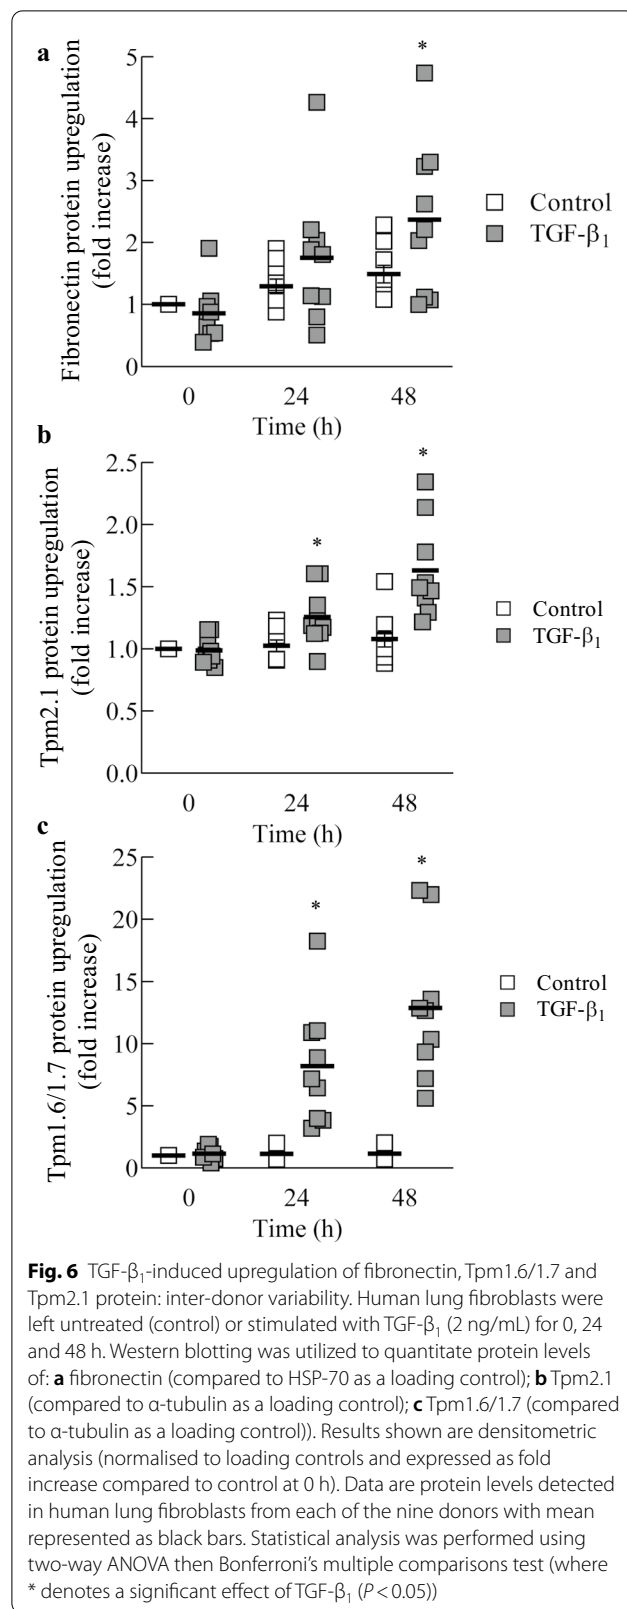 a
Fibronectin protein upregulation
(fold increase)
5
4
3
2
1
0
*
Control
TGF-β₁
0 24 48
Time (h)
b
Tpm2.1 protein upregulation
(fold increase)
2.5
2.0
1.5
1.0
0.5
0.0
* *
Control
TGF-β₁
0 24 48
Time (h)
c
Tpm1.6/1.7 protein upregulation
(fold increase)
25
20
15
10
5
0
* *
Control
TGF-β₁
0 24 48
Time (h)
Fig. 6 TGF-β₁-induced upregulation of fibronectin, Tpm1.6/1.7 and
Tpm2.1 protein: inter-donor variability. Human lung fibroblasts were
left untreated (control) or stimulated with TGF-β₁ (2 ng/mL) for 0, 24
and 48 h. Western blotting was utilized to quantitate protein levels
of: a fibronectin (compared to HSP-70 as a loading control); b Tpm2.1
(compared to α-tubulin as a loading control); c Tpm1.6/1.7 (compared
to α-tubulin as a loading control)). Results shown are densitometric
analysis (normalised to loading controls and expressed as fold
increase compared to control at 0 h). Data are protein levels detected
in human lung fibroblasts from each of the nine donors with mean
represented as black bars. Statistical analysis was performed using
two-way ANOVA then Bonferroni's multiple comparisons test (where
* denotes a significant effect of TGF-β₁ (P < 0.05))